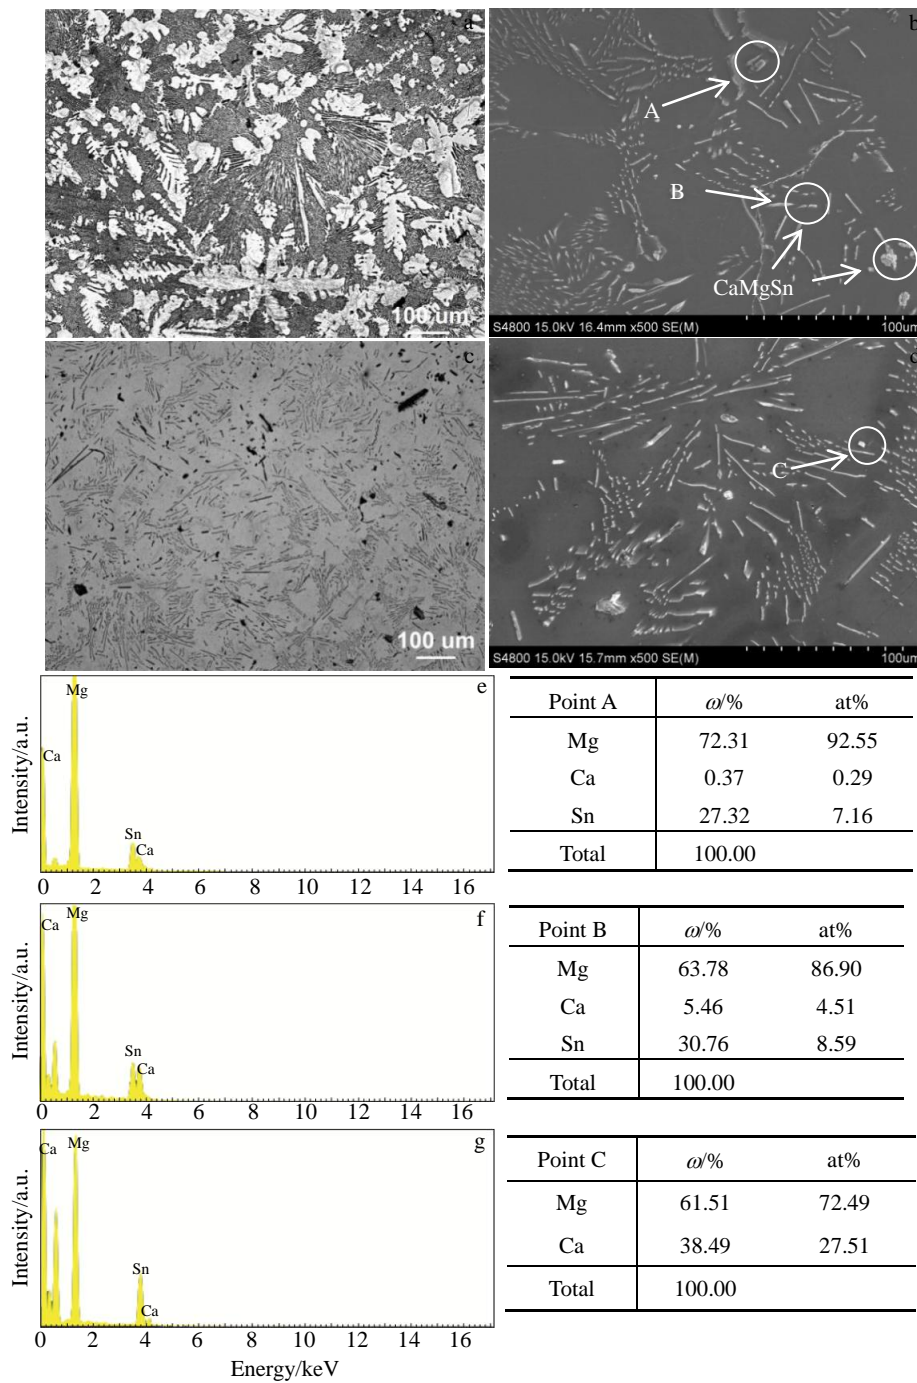 a
b
A
B
CaMgSn
100 um
S4800 15.0kV 16.4mm x500 SE(M)
100um
c
d
C
100 um
S4800 15.0kV 15.7mm x500 SE(M)
100um
e
Mg
Ca
Sn
Ca
Intensity/a.u.
0 2 4 6 8 10 12 14 16
Point A ω/% at%
Mg 72.31 92.55
Ca 0.37 0.29
Sn 27.32 7.16
Total 100.00
f
Mg
Ca
Sn
Ca
Intensity/a.u.
0 2 4 6 8 10 12 14 16
Point B ω/% at%
Mg 63.78 86.90
Ca 5.46 4.51
Sn 30.76 8.59
Total 100.00
g
Ca
Mg
Sn
Ca
Intensity/a.u.
0 2 4 6 8 10 12 14 16
Energy/keV
Point C ω/% at%
Mg 61.51 72.49
Ca 38.49 27.51
Total 100.00